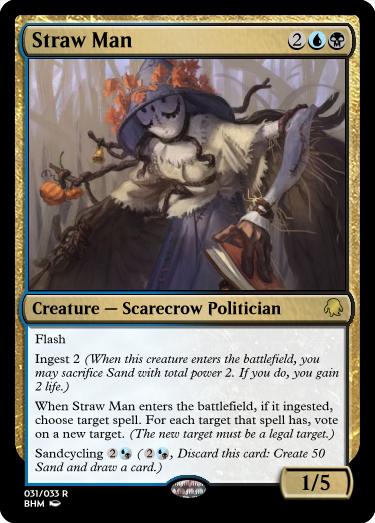 Straw Man 2
Creature — Scarecrow Politician
Flash
Ingest 2 (When this creature enters the battlefield, you
may sacrifice Sand with total power 2. If you do, you gain
2 life.)
When Straw Man enters the battlefield, if it ingested,
choose target spell. For each target that spell has, vote
on a new target. (The new target must be a legal target.)
Sandcycling 2 ( 2 , Discard this card: Create 50
Sand and draw a card.)
1/5
031/033 R
BHM